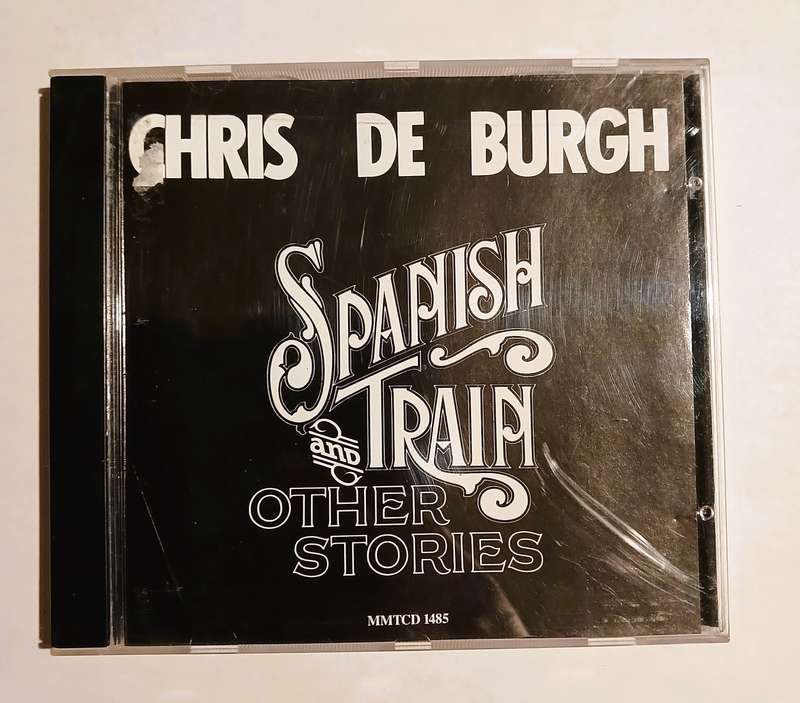 CHRIS DE BURGH
SPANISH
TRAIN
and
OTHER
STORIES
MMTCD 1485